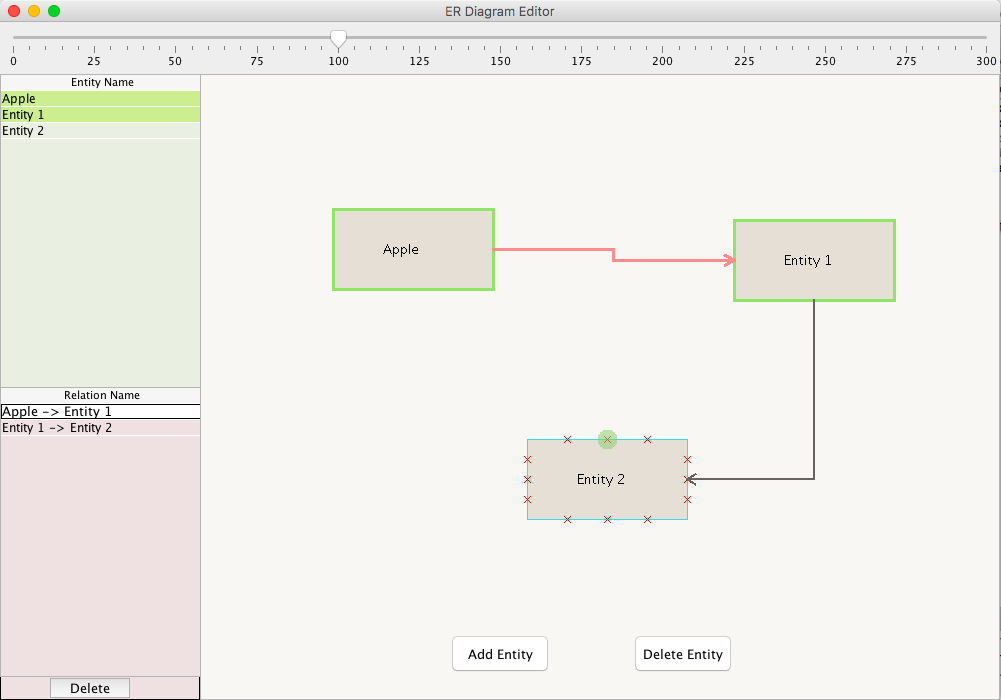 ER Diagram Editor
0 25 50 75 100 125 150 175 200 225 250 275 300
Entity Name
Apple
Entity 1
Entity 2
Relation Name
Apple -> Entity 1
Entity 1 -> Entity 2
Delete
Apple
Entity 1
Entity 2
Add Entity
Delete Entity